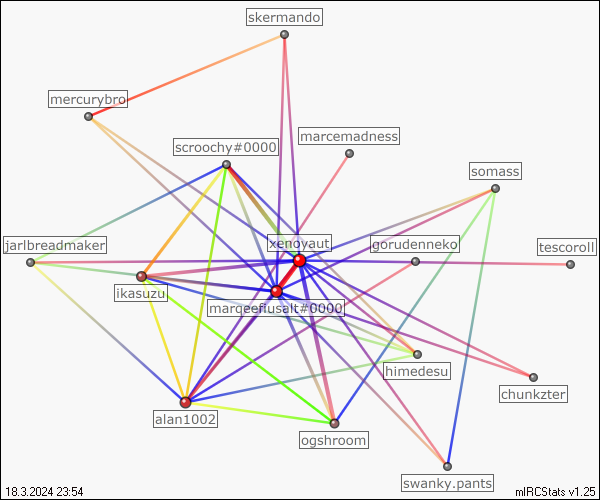 skermando
mercurybro
marcemadness
scroochy#0000
somass
xenoyaut
jarlbreadmaker
gorudenneko
tescoroll
ikasuzu
marqeeflusalt#0000
himedesu
chunkzter
alan1002
ogshroom
swanky.pants
18.3.2024 23:54
mIRCStats v1.25